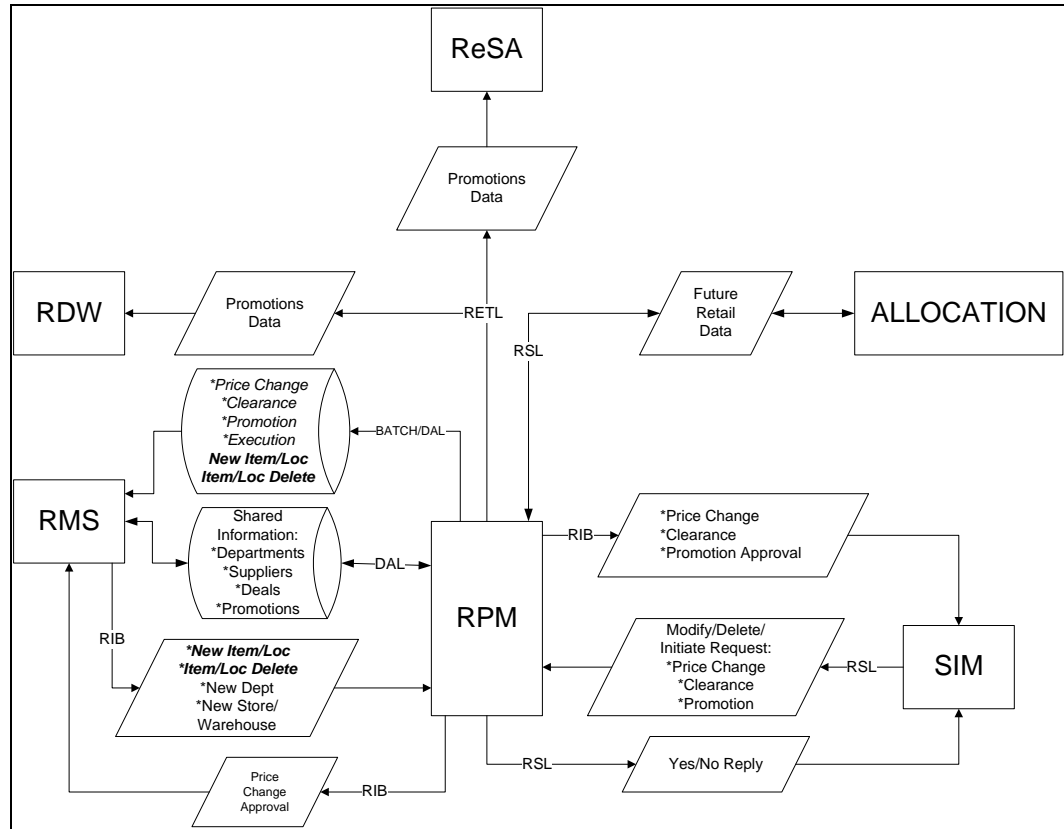 ReSA
Promotions
Data
RDW
Promotions
Data
RETL
RSL
Future
Retail
Data
ALLOCATION
*Price Change
*Clearance
*Promotion
*Execution
New Item/Loc
Item/Loc Delete
BATCH/DAL
RMS
Shared
Information:
*Departments
*Suppliers
*Deals
*Promotions
DAL
RPM
RIB
*Price Change
*Clearance
*Promotion Approval
RIB
*New Item/Loc
*Item/Loc Delete
*New Dept
*New Store/
Warehouse
Modify/Delete/
Initiate Request:
*Price Change
*Clearance
*Promotion
RSL
SIM
RSL
Yes/No Reply
Price
Change
Approval
RIB